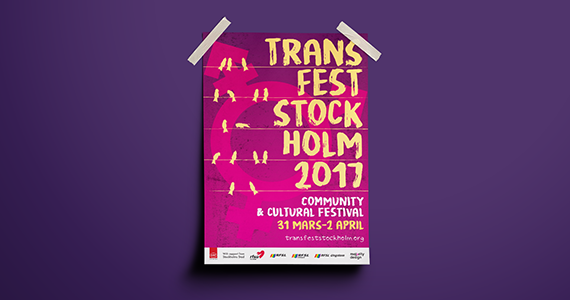 TRANS
FEST
STOCK
HOLM
2017
COMMUNITY
& CULTURAL FESTIVAL
31 MARS-2 APRIL
transfeststockholm.org